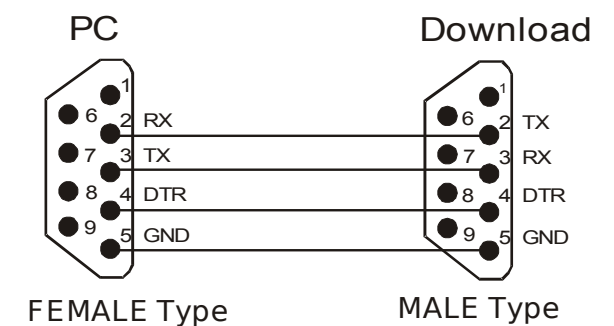 PC Download
1 1
6 2 RX 6 2 TX
7 3 TX 7 3 RX
8 4 DTR 8 4 DTR
9 5 GND 9 5 GND
FEMALE Type MALE Type